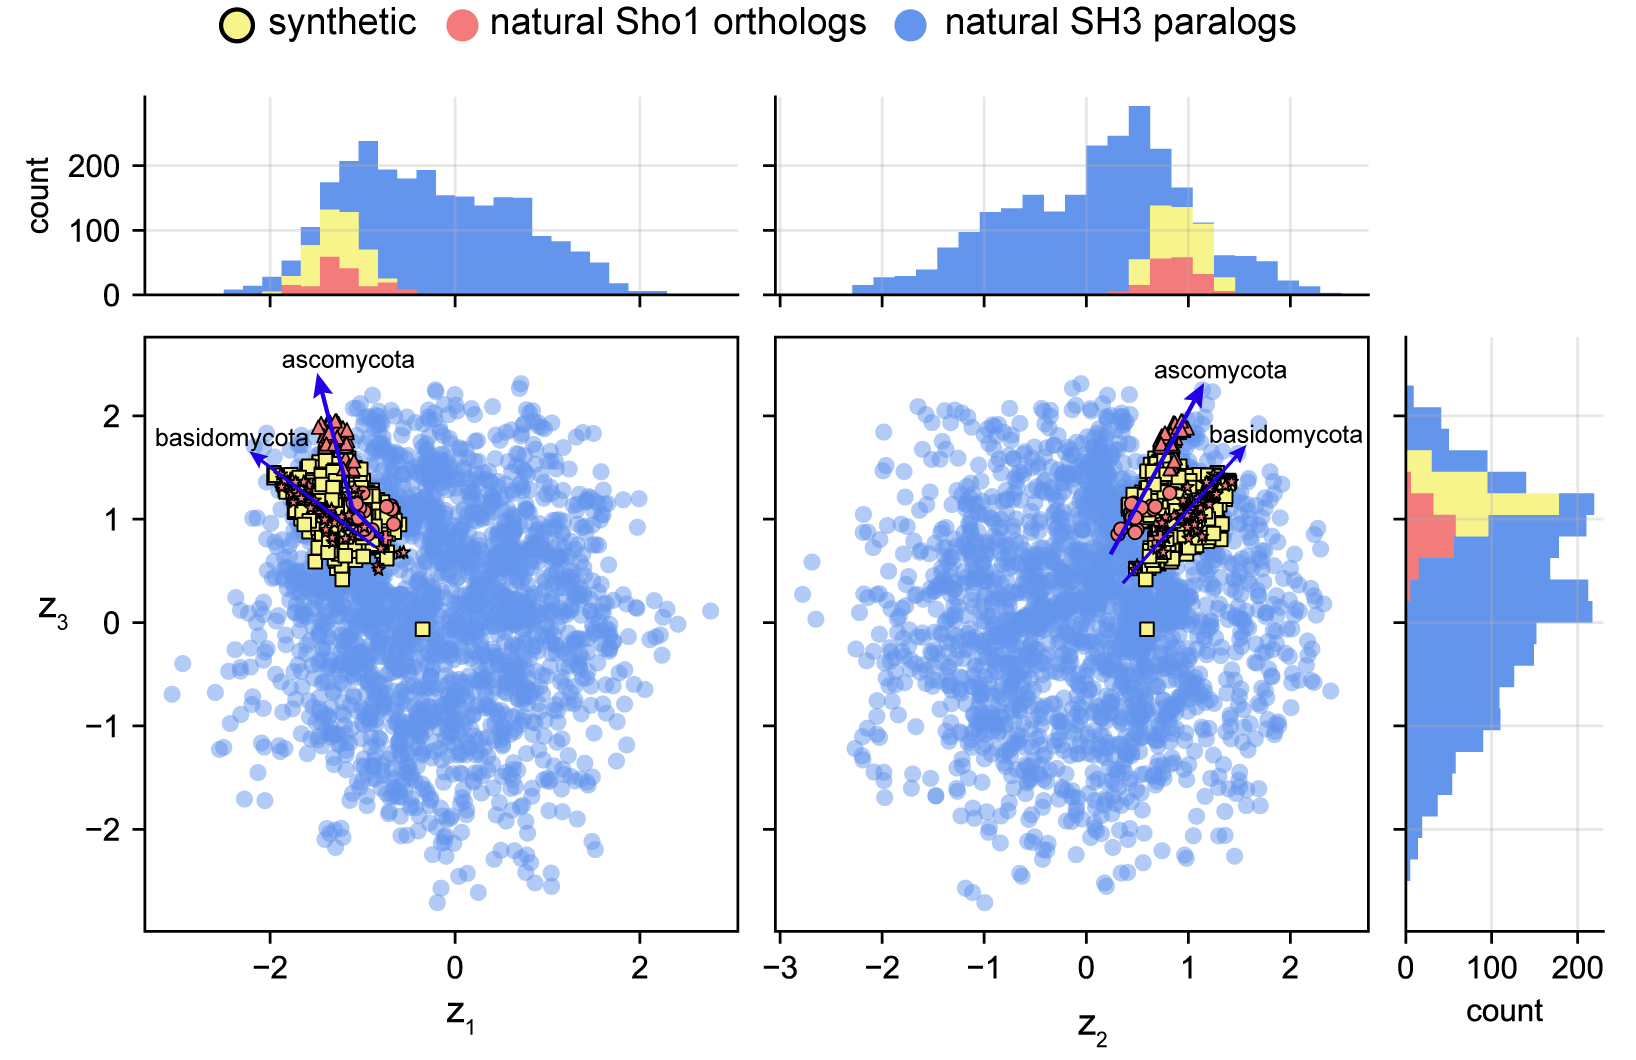 synthetic natural Sho1 orthologs natural SH3 paralogs
count
200
100
0
ascomycota
basidomycota
ascomycota
basidomycota
z3
2
1
0
−1
−2
−2 0 2
z1
−3 −2 −1 0 1 2
z2
0 100 200
count